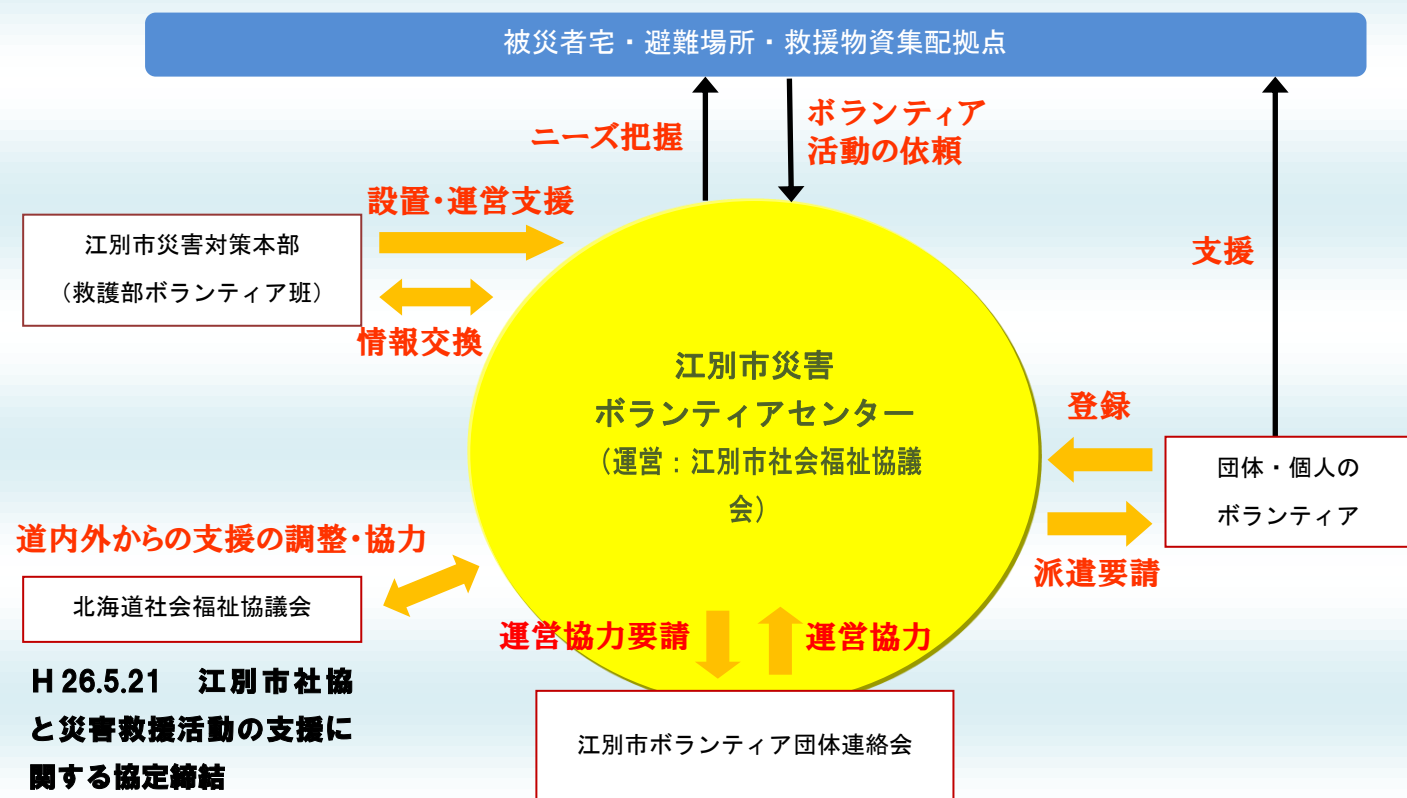 被災者宅・避難場所・救援物資集配拠点
ニーズ把握
ボランティア
活動の依頼
設置・運営支援
江別市災害対策本部
（救護部ボランティア班）
情報交換
支援
江別市災害
ボランティアセンター
（運営：江別市社会福祉協議
会）
登録
団体・個人の
ボランティア
派遣要請
道内外からの支援の調整・協力
北海道社会福祉協議会
運営協力要請
運営協力
H 26.5.21　江別市社協
と災害救援活動の支援に
関する協定締結
江別市ボランティア団体連絡会